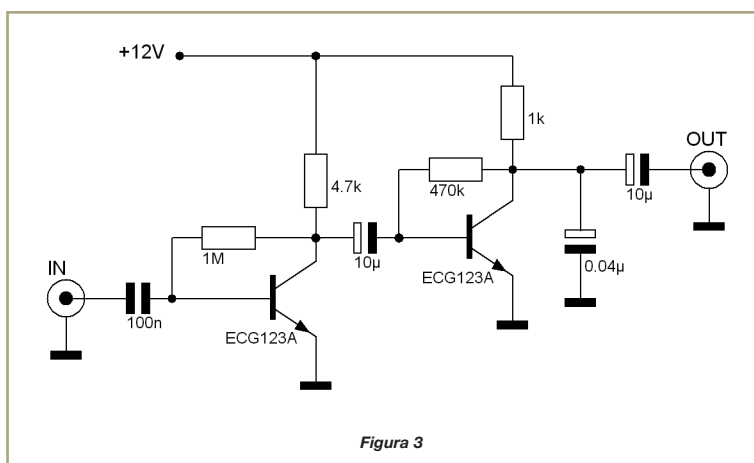 +12V
1k
OUT
4.7k
470k
10µ
1M
10µ
ECG123A
0.04µ
IN
100n
ECG123A
Figura 3